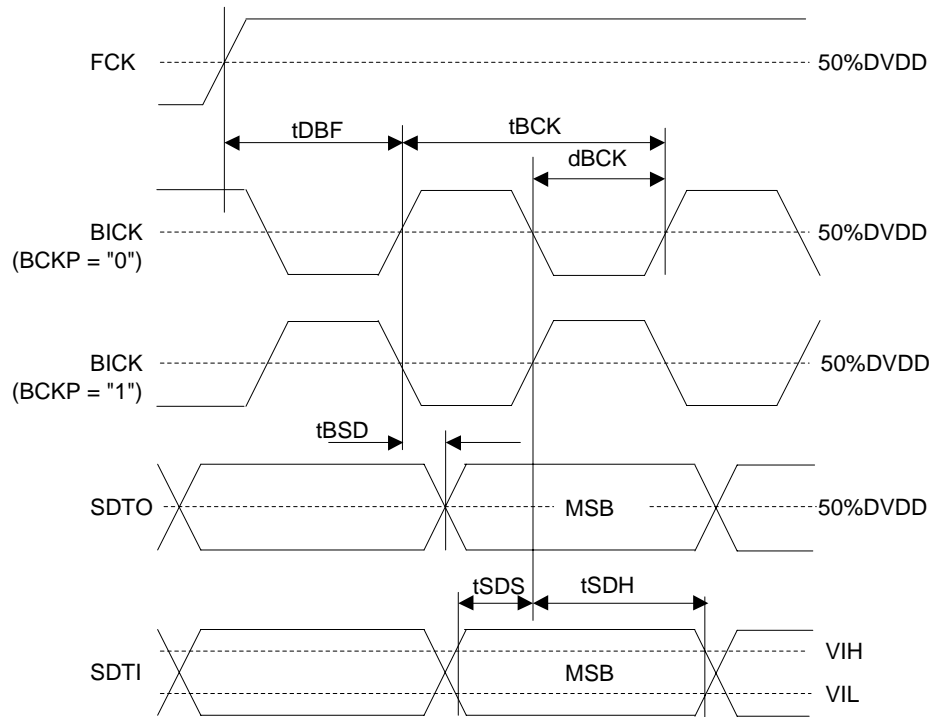 FCK
50%DVDD
tDBF
tBCK
dBCK
BICK
(BCKP = "0")
50%DVDD
BICK
(BCKP = "1")
50%DVDD
tBSD
SDTO
MSB
50%DVDD
tSDS
tSDH
SDTI
MSB
VIH
VIL